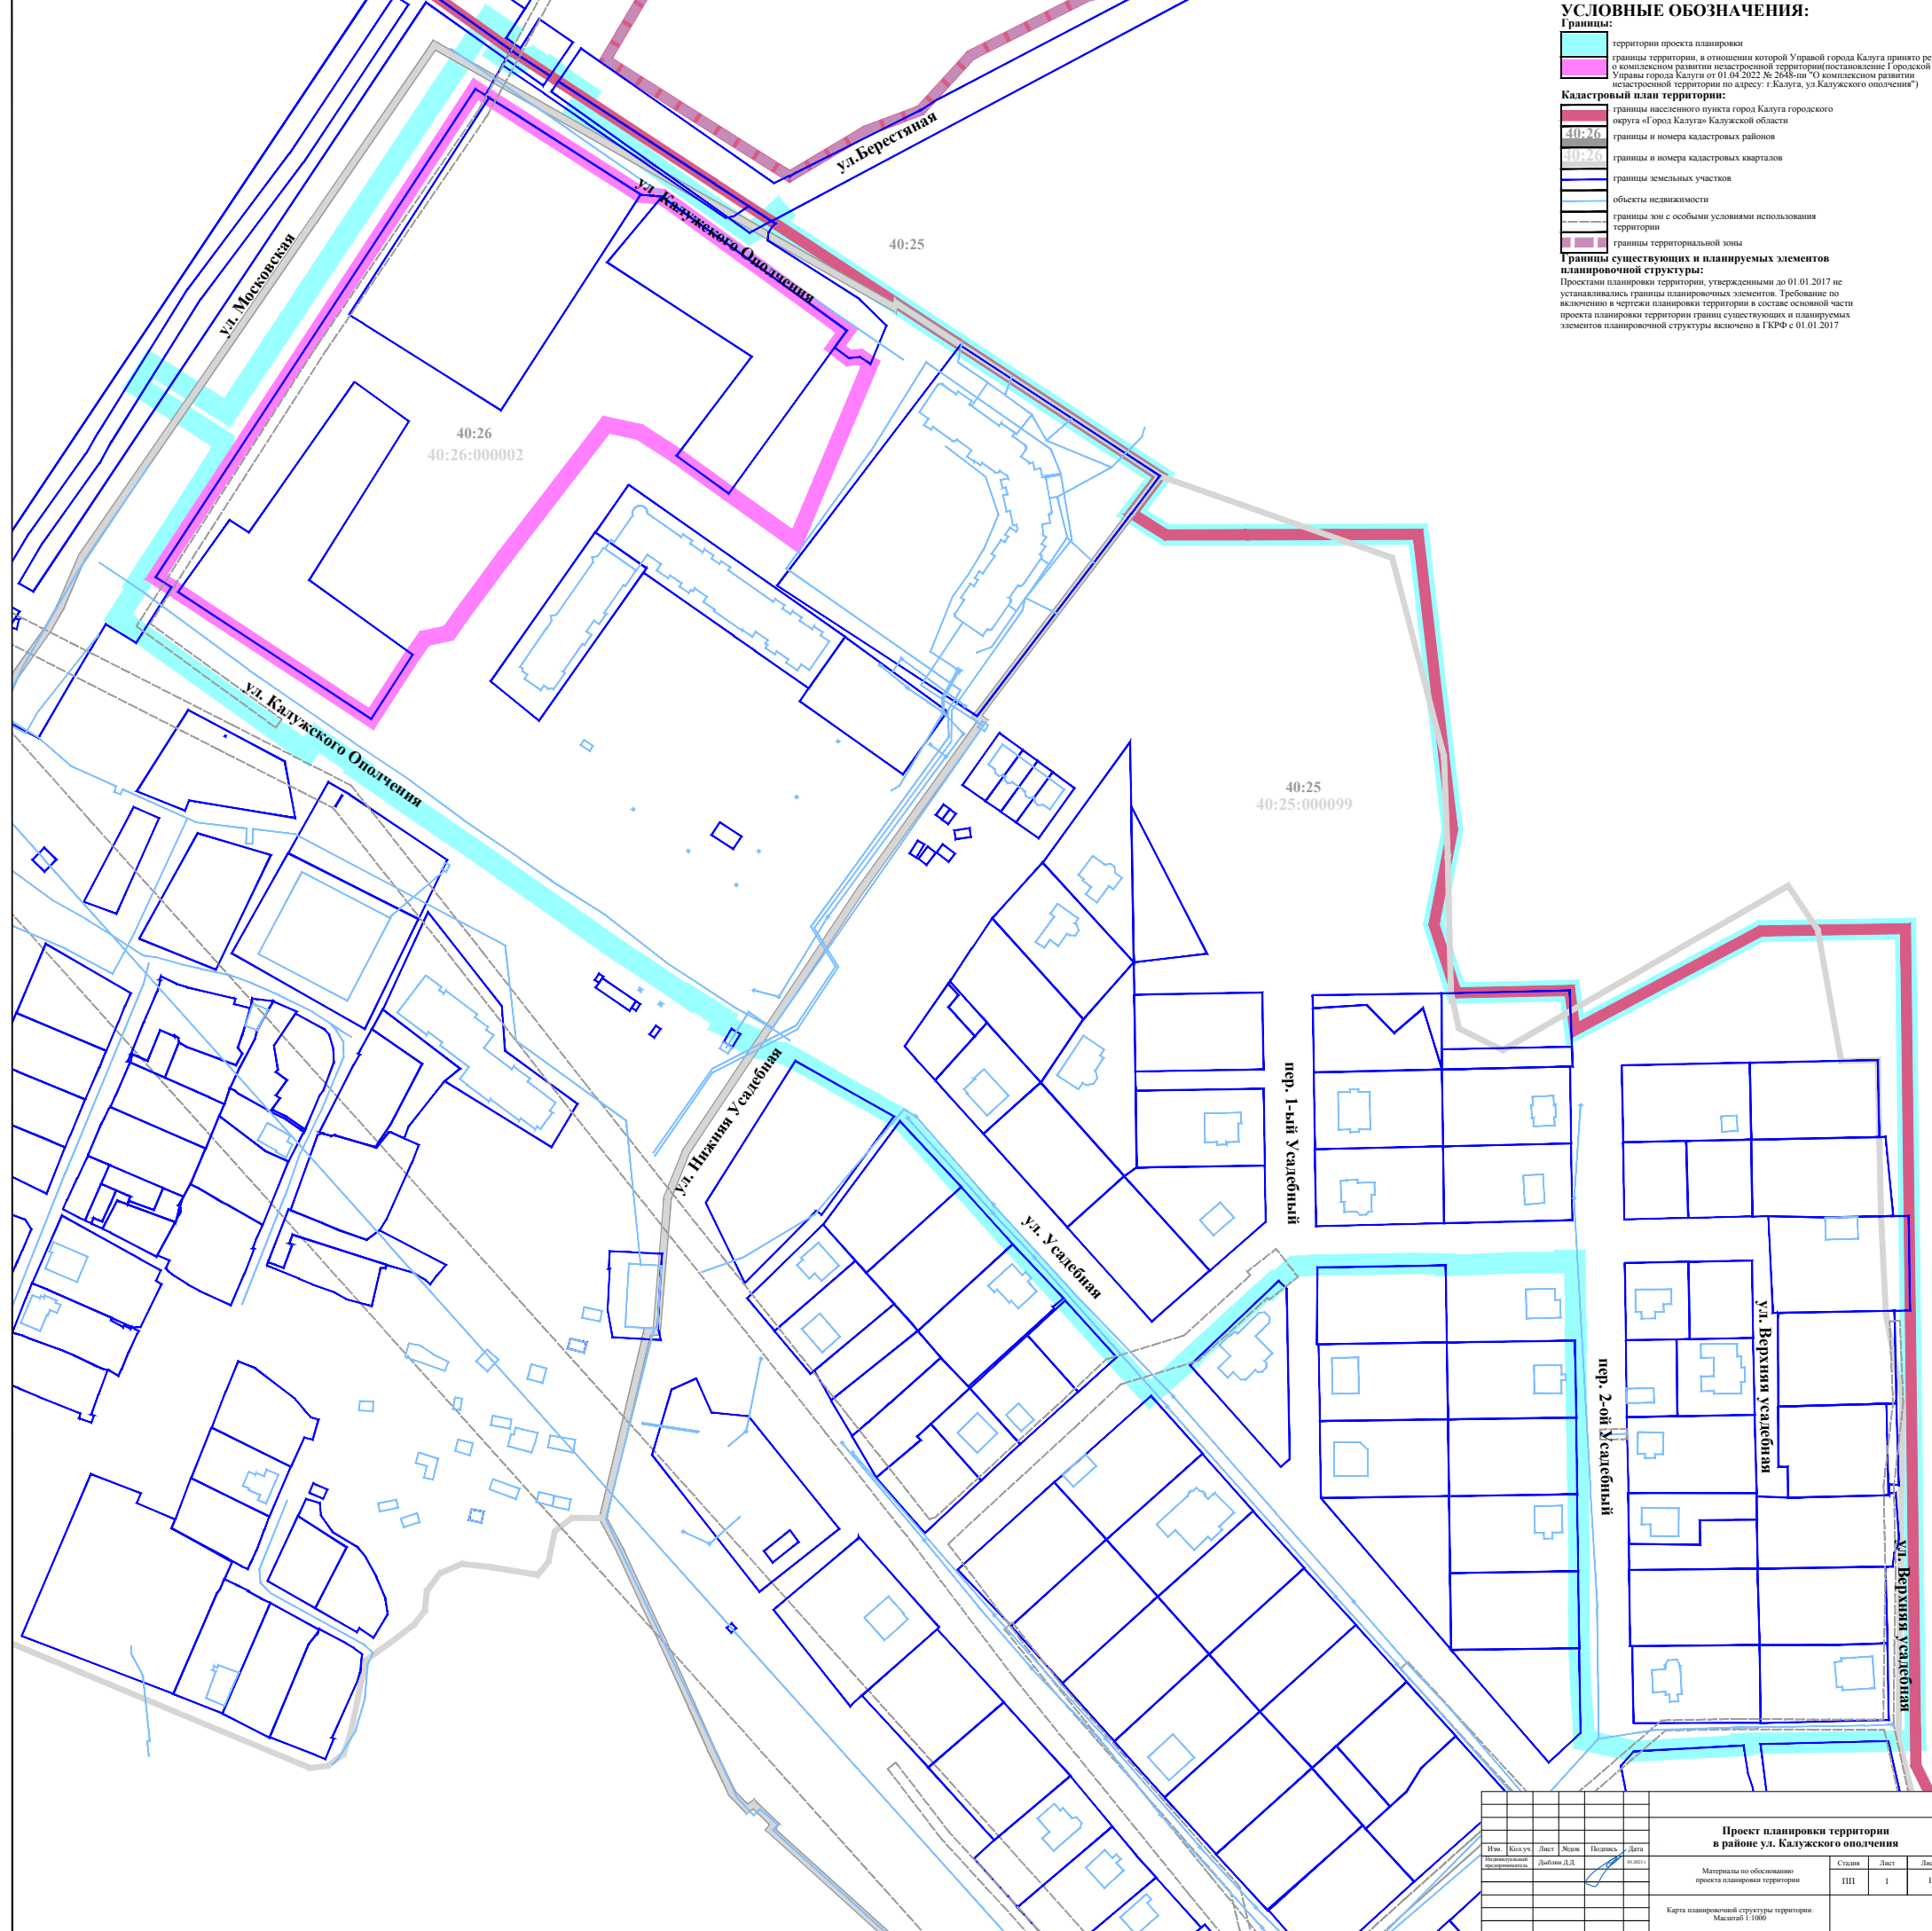 УСЛОВНЫЕ ОБОЗНАЧЕНИЯ:
Границы:
территории проекта планировки
границы территории, в отношении которой Управой города Калуга принято ре
о комплексном развитии незастроенной территории(постановление Городской
Управы города Калуги от 01.04.2022 № 2648-пи "О комплексном развитии
незастроенной территории по адресу: г.Калуга, ул.Калужского ополчения")
Кадастровый план территории:
границы населенного пункта город Калуга городского
округа «Город Калуга» Калужской области
40:26
границы и номера кадастровых районов
40:26
границы и номера кадастровых кварталов
границы земельных участков
объекты недвижимости
границы зон с особыми условиями использования
территории
границы территориальной зоны
Границы существующих и планируемых элементов
планировочной структуры:
Проектами планировки территории, утвержденными до 01.01.2017 не
устанавливались границы планировочных элементов. Требование по
включению в чертежи планировки территории в составе основной части
проекта планировки территории границ существующих и планируемых
элементов планировочной структуры включено в ГКРФ с 01.01.2017
ул.Берестяная
ул. Калужского Ополчения
ул. Московская
40:25
40:26
40:26:000002
ул. Калужского Ополчения
40:25
40:25:000099
ул. Нижняя Усадебная
пер. 1-ый Усадебный
ул. Усадебная
пер. 2-ой Усадебный
ул. Верхняя усадебная
ул. Верхняя усадебная
Проект планировки территории
в районе ул. Калужского ополчения
Изм. Кол.уч. Лист №док Подпись Дата
Индивидуальный
предприниматель
Дыблин Д.Д.
Материалы по обоснованию
проекта планировки территории
Стадия Лист Лис
ПП 1 1
Карта планировочной структуры территории.
Масштаб 1:1000